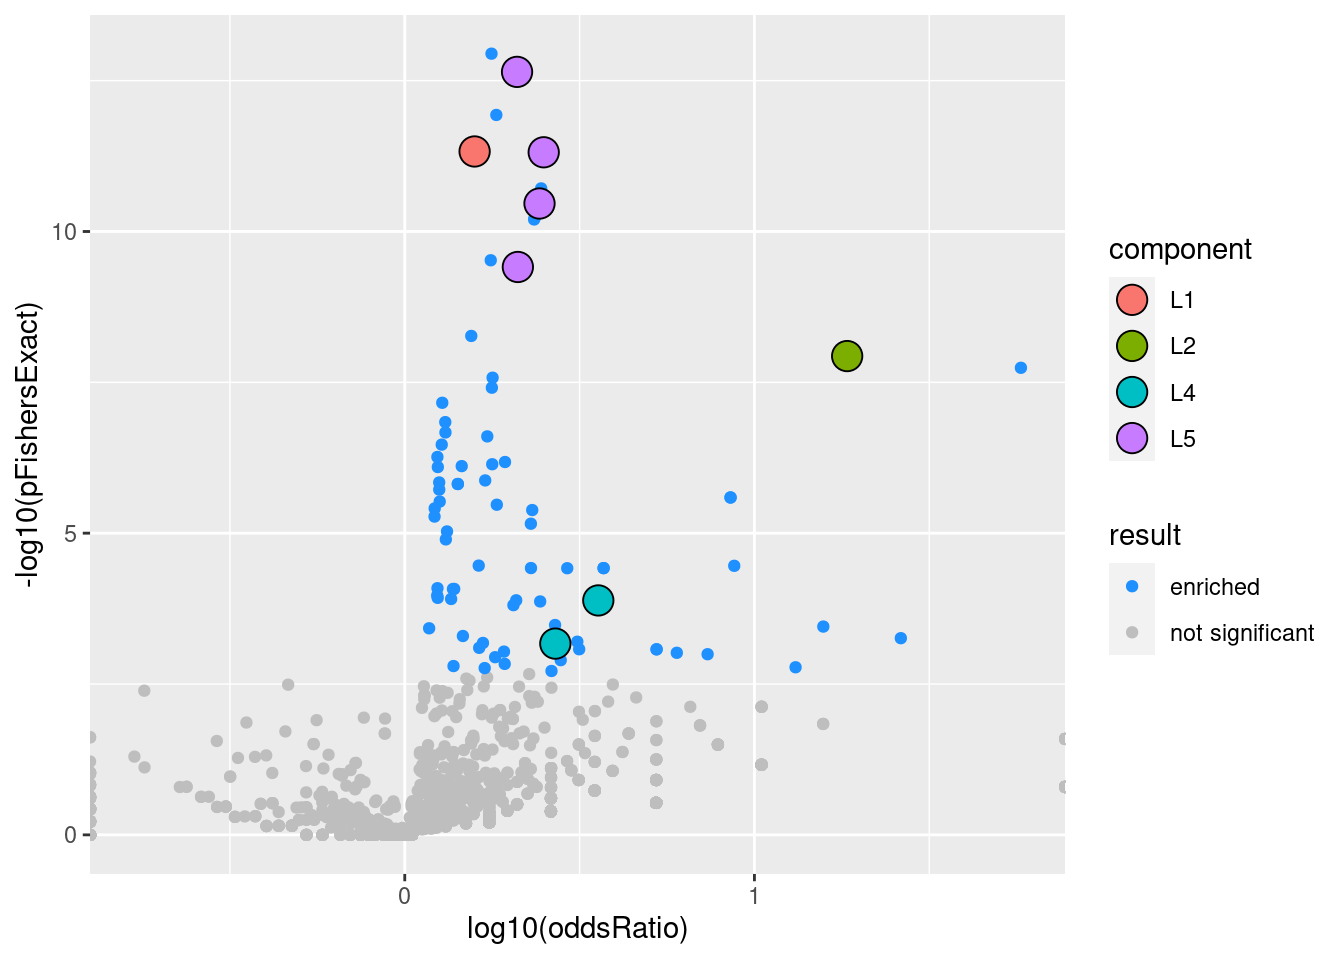 10
5
0
0
1
log10(oddsRatio)
-log10(pFishersExact)
component
L1
L2
L4
L5
result
enriched
not significant